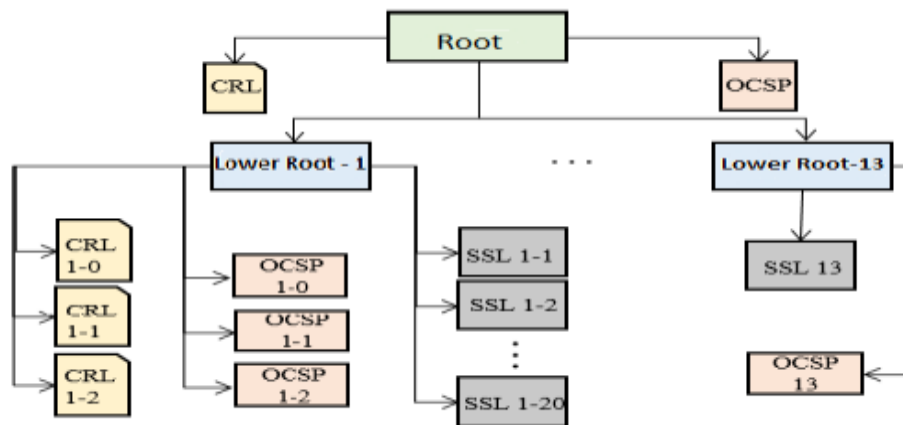 Root
CRL
OCSP
Lower Root - 1
. . .
Lower Root-13
CRL
1-0
CRL
1-1
CRL
1-2
OCSP
1-0
OCSP
1-1
OCSP
1-2
SSL 1-1
SSL 1-2
SSL 1-20
SSL 13
OCSP
13